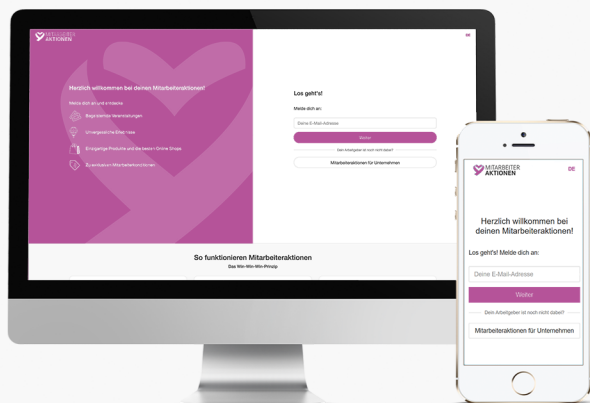 MITARBEITER
AKTIONEN
DE
Herzlich willkommen bei deinen Mitarbeiteraktionen!
Melde dich an und entdecke
Begeisternde Veranstaltungen
Unvergessliche Erlebnisse
Einzigartige Produkte und die besten Online Shops
Zu exklusiven Mitarbeiterkonditionen
Los geht's!
Melde dich an:
Deine E-Mail-Adresse
Weiter
Dein Arbeitgeber ist noch nicht dabei?
Mitarbeiteraktionen für Unternehmen
So funktionieren Mitarbeiteraktionen
Das Win-Win-Win-Prinzip
MITARBEITER
AKTIONEN
DE
Herzlich willkommen bei
deinen Mitarbeiteraktionen!
Los geht's! Melde dich an:
Deine E-Mail-Adresse
Weiter
Dein Arbeitgeber ist noch nicht dabei?
Mitarbeiteraktionen für Unternehmen